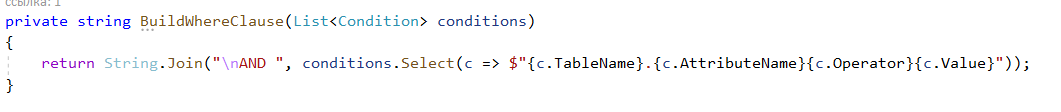 ссылка: 1
private string BuildWhereClause(List<Condition> conditions)
{
return String.Join("\nAND ", conditions.Select(c => $"{c.TableName}.{c.AttributeName}{c.Operator}{c.Value}"));
}